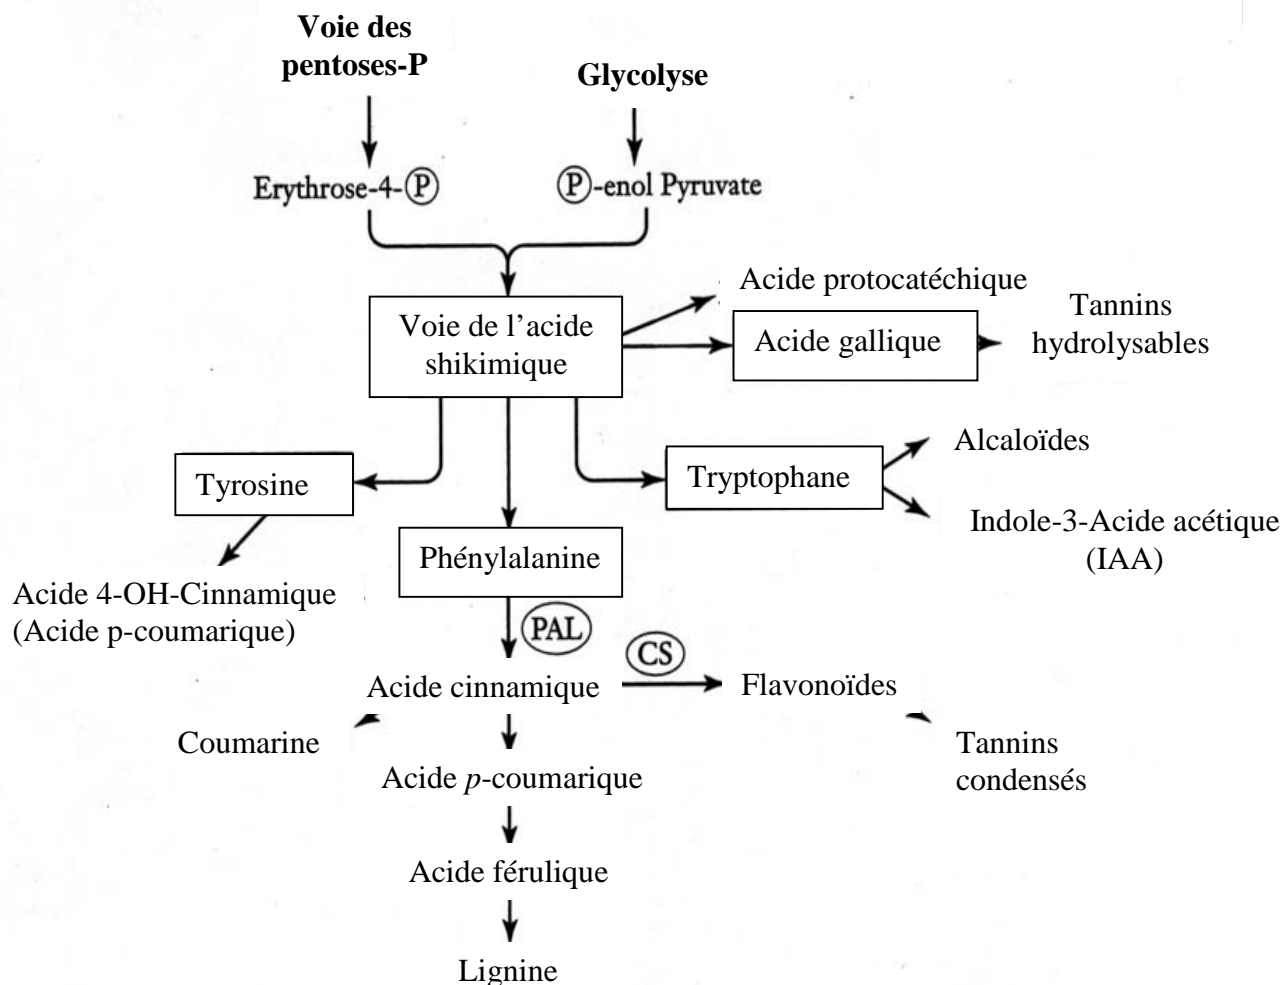 Voie des
pentoses-P
Glycolyse
Erythrose-4-P
P-enol Pyruvate
Voie de l'acide
shikimique
Acide protocatéchique
Acide gallique
Tannins
hydrolysables
Tyrosine
Tryptophane
Alcaloïdes
Indole-3-Acide acétique
(IAA)
Phénylalanine
Acide 4-OH-Cinnamique
(Acide p-coumarique)
PAL
CS
Acide cinnamique
Flavonoïdes
Coumarine
Tannins
condensés
Acide p-coumarique
Acide férulique
Lignine